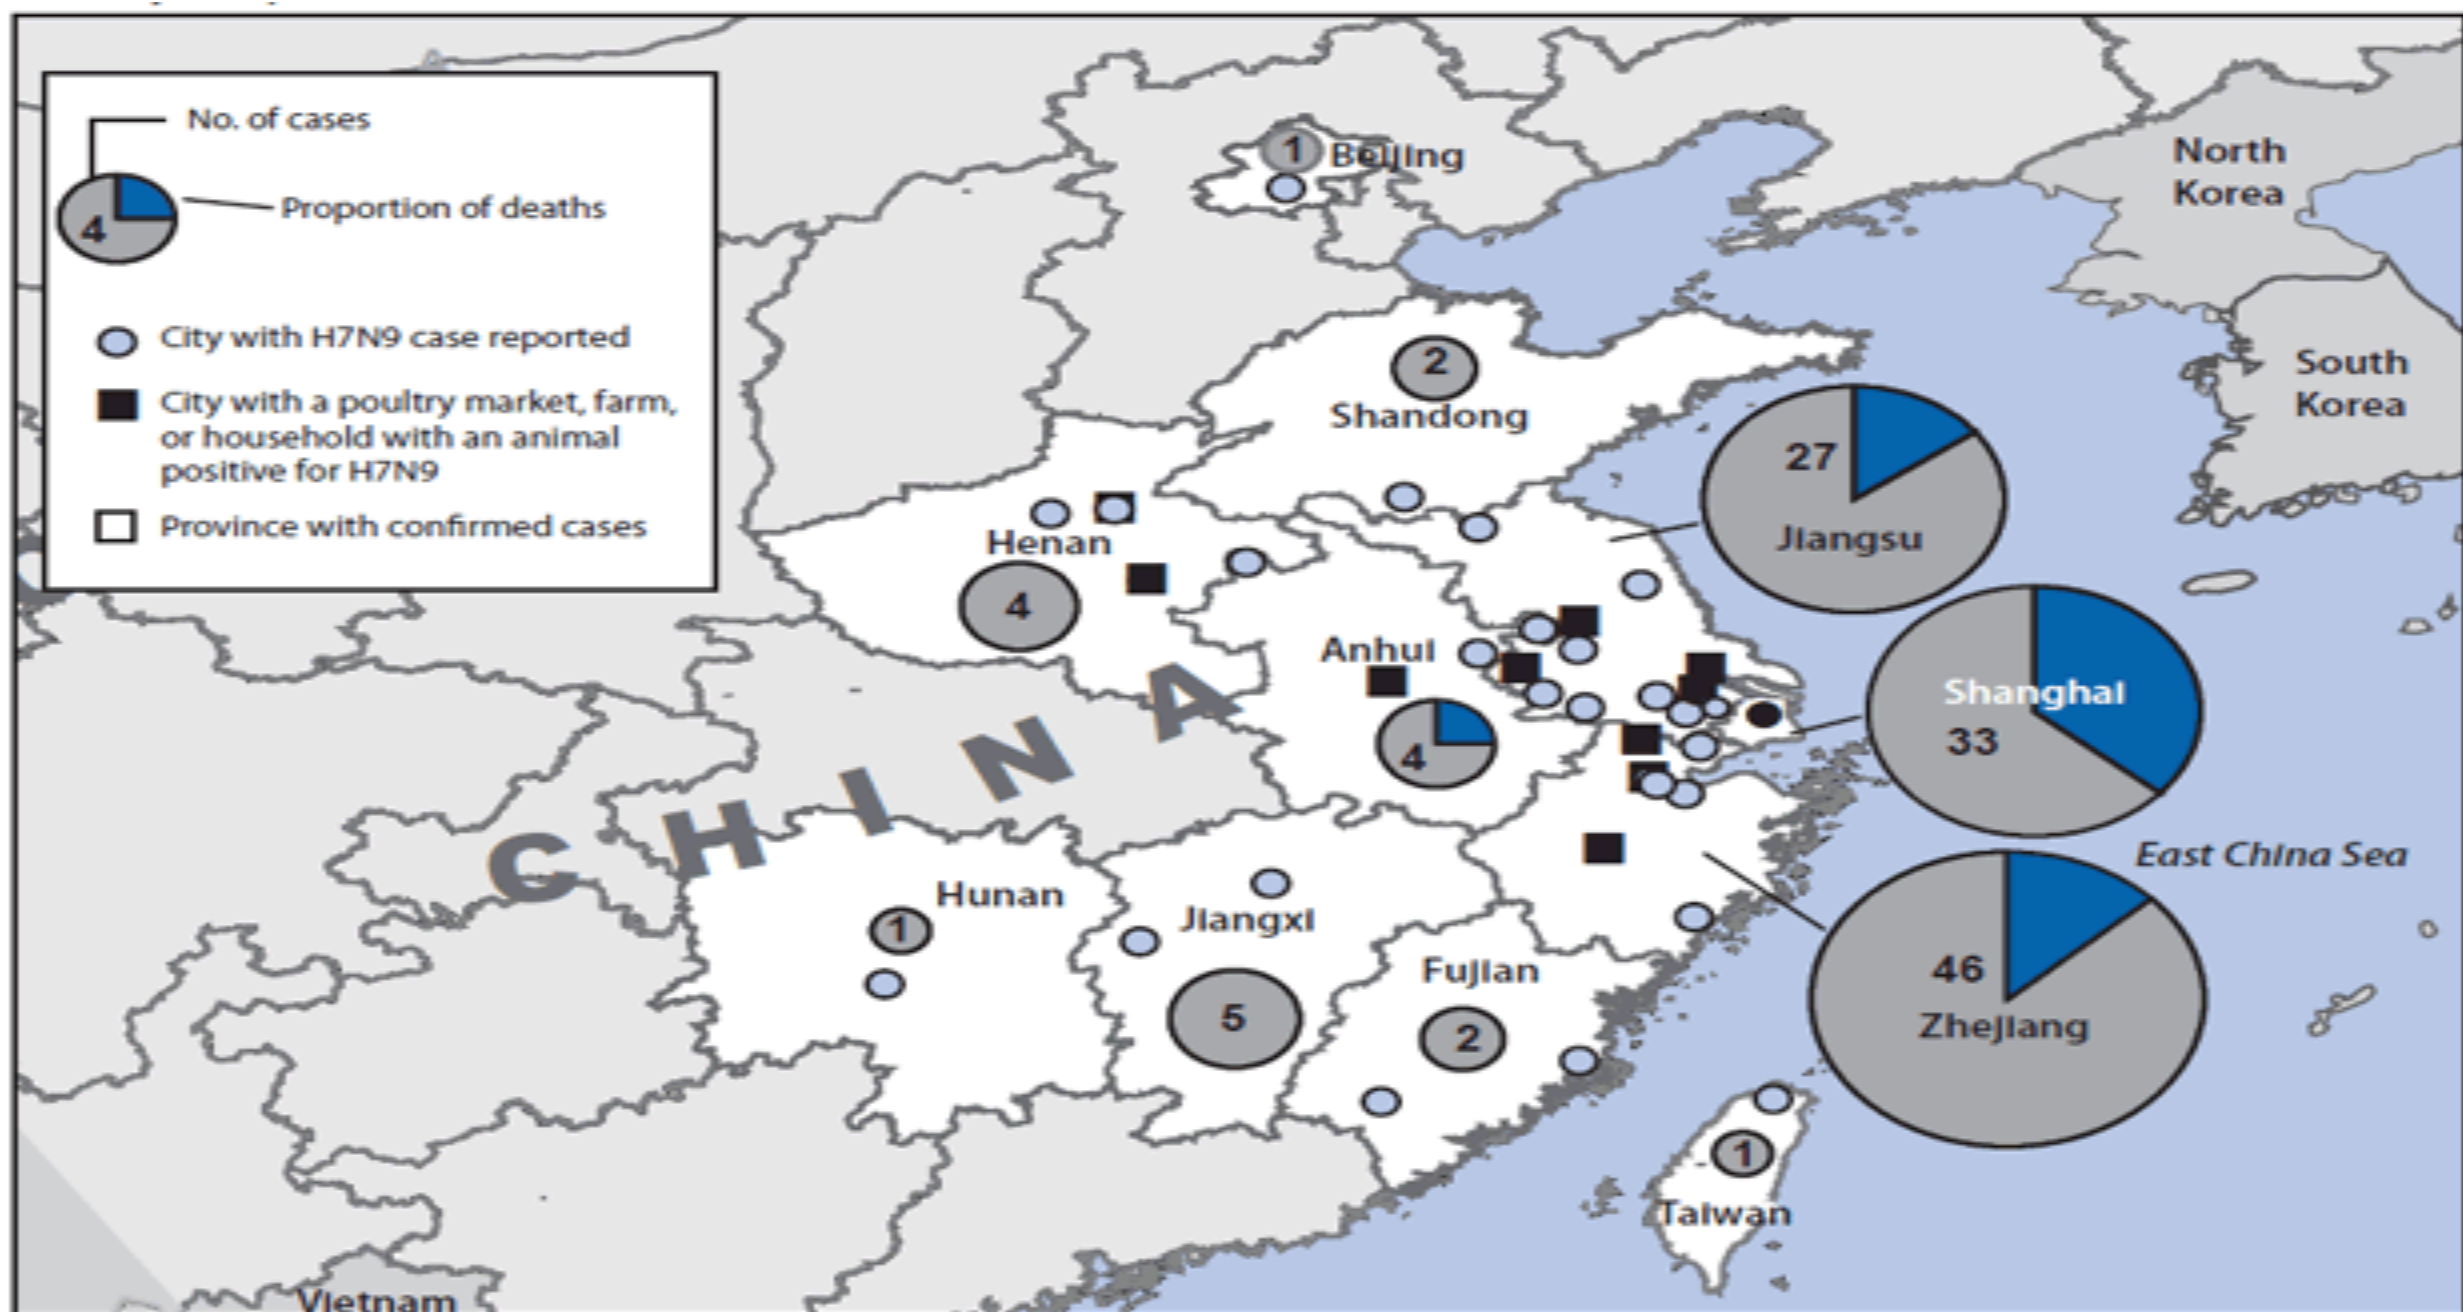 No. of cases
4
Proportion of deaths
City with H7N9 case reported
City with a poultry market, farm,
or household with an animal
positive for H7N9
Province with confirmed cases
1
Beijing
North
Korea
South
Korea
2
Shandong
27
Jiangsu
Henan
4
Anhui
4
Shanghai
33
CHINA
East China Sea
Hunan
1
Jiangxi
5
Fujian
2
46
Zhejiang
1
Taiwan
Vietnam